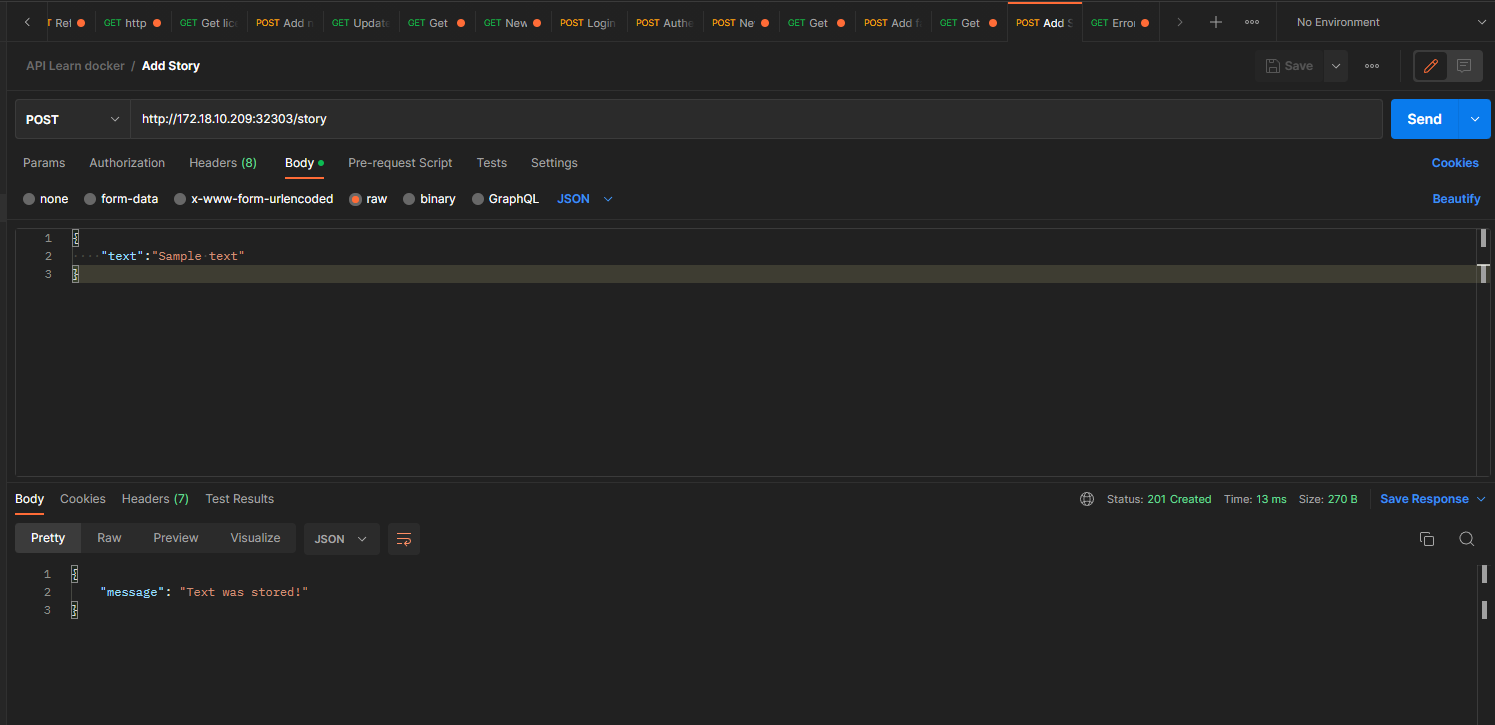 Re GET http GET Get lic POST Add n GET Update GET Get GET New POST Login POST Authe POST Ne GET Get POST Add f GET Get POST Add S GET Error No Environment
API Learn docker / Add Story Save
POST http://172.18.10.209:32303/story Send
Params Authorization Headers (8) Body Pre-request Script Tests Settings Cookies
none form-data x-www-form-urlencoded raw binary GraphQL JSON Beautify
1 {
2 "text":"Sample text"
3 }
Body Cookies Headers (7) Test Results Status: 201 Created Time: 13 ms Size: 270 B Save Response
Pretty Raw Preview Visualize JSON
1 {
2 "message": "Text was stored!"
3 }